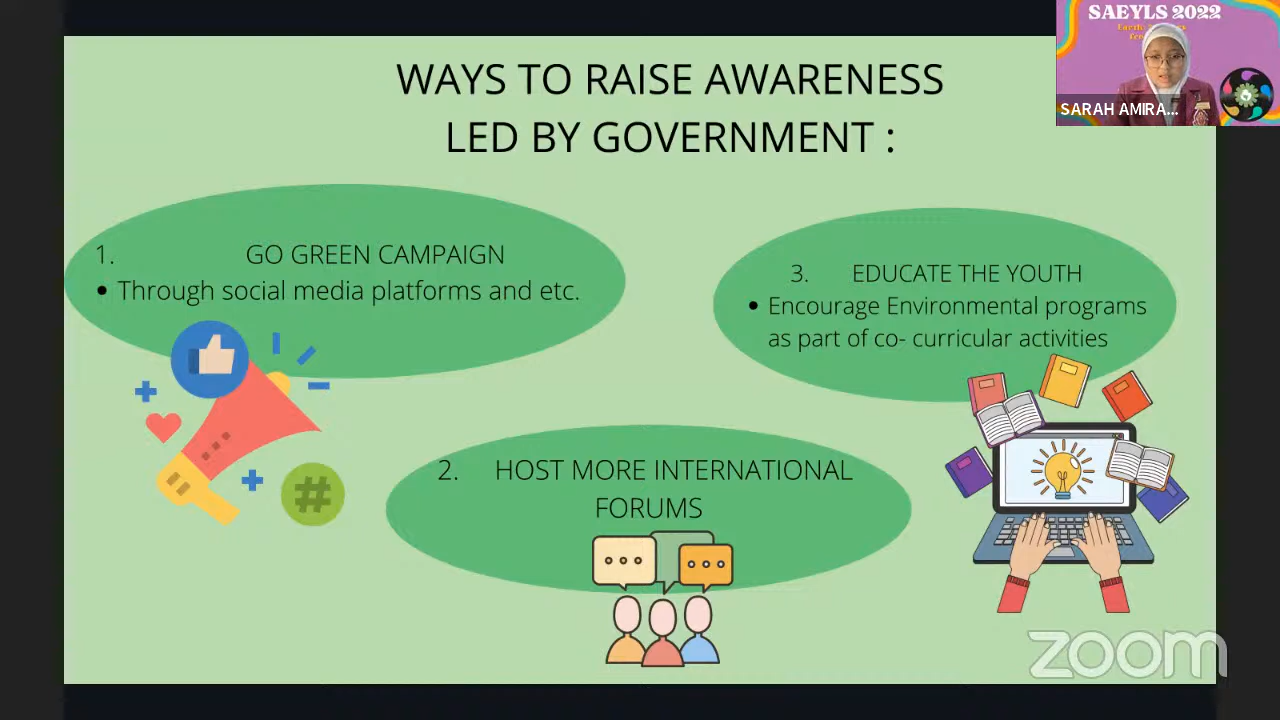 WAYS TO RAISE AWARENESS
LED BY GOVERNMENT :
1. GO GREEN CAMPAIGN
• Through social media platforms and etc.
2. HOST MORE INTERNATIONAL
FORUMS
3. EDUCATE THE YOUTH
• Encourage Environmental programs
as part of co- curricular activities
SAEYLS 2022
SARAH AMIRA...
zoom